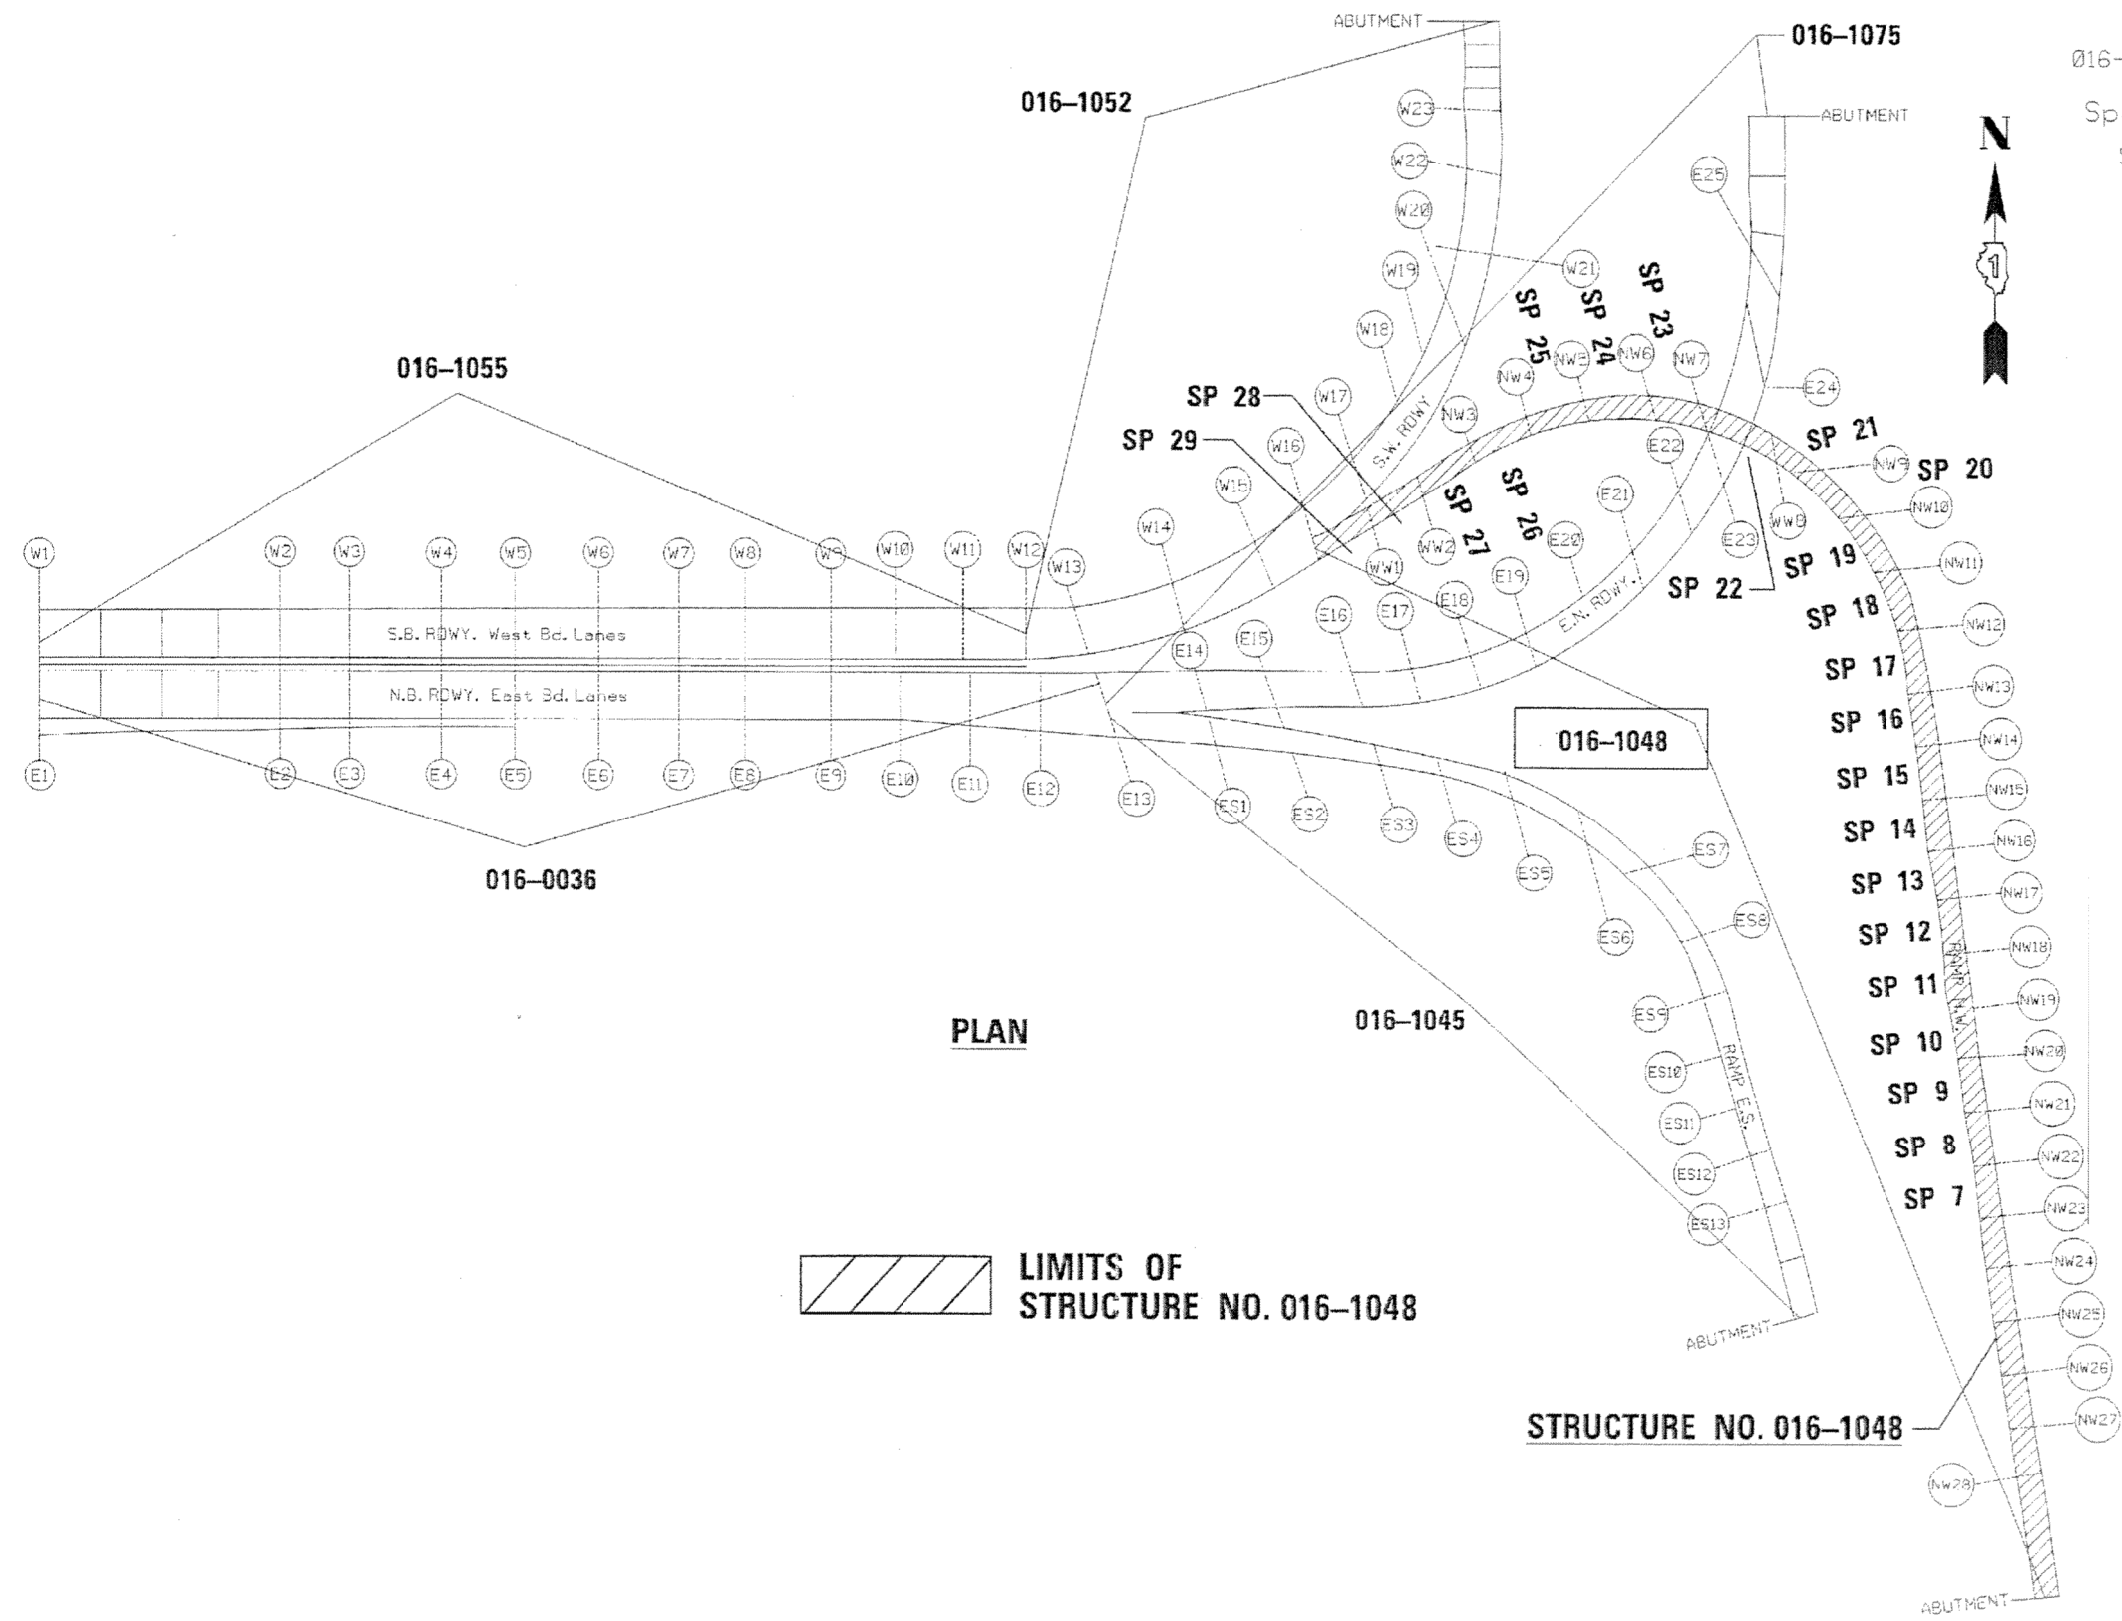 ABUTMENT
016–1075
016-
Sp
016–1052
W23
ABUTMENT
N
W22
E25
W20
W21
W19
SP 23
1
SP 24
SP 25
W18
NW6
NW7
NW5
016–1055
NW4
E24
SP 28
W17
S.W. RDWY
NW3
SP 21
SP 29
W16
E22
NW9
SP 20
W15
E21
SP 26
SP 27
NW10
W14
WW8
W1
W2
W3
W4
W5
W6
W7
W8
W9
W10
W11
W12
W13
WW2
E20
E23
WW1
E19
SP 19
NW11
SP 22
E18
E17
E16
E.N. RDWY.
SP 18
NW12
S.B. RDWY. West Bd. Lanes
E15
E14
SP 17
NW13
N.B. RDWY. East Bd. Lanes
SP 16
016–1048
NW14
E1
E2
E3
E4
E5
E6
E7
E8
E9
E10
E11
E12
E13
ES1
ES2
ES3
ES4
SP 15
NW15
SP 14
NW16
ES7
016–0036
ES5
SP 13
NW17
ES8
ES6
SP 12
NW18
RAMP N.W.
SP 11
NW19
PLAN
016–1045
ES9
SP 10
NW20
ES10
RAMP E.S.
SP 9
NW21
ES11
SP 8
NW22
ES12
SP 7
NW23
ES13
NW24
LIMITS OF
STRUCTURE NO. 016–1048
NW25
ABUTMENT
NW26
STRUCTURE NO. 016–1048
NW27
NW28
ABUTMENT